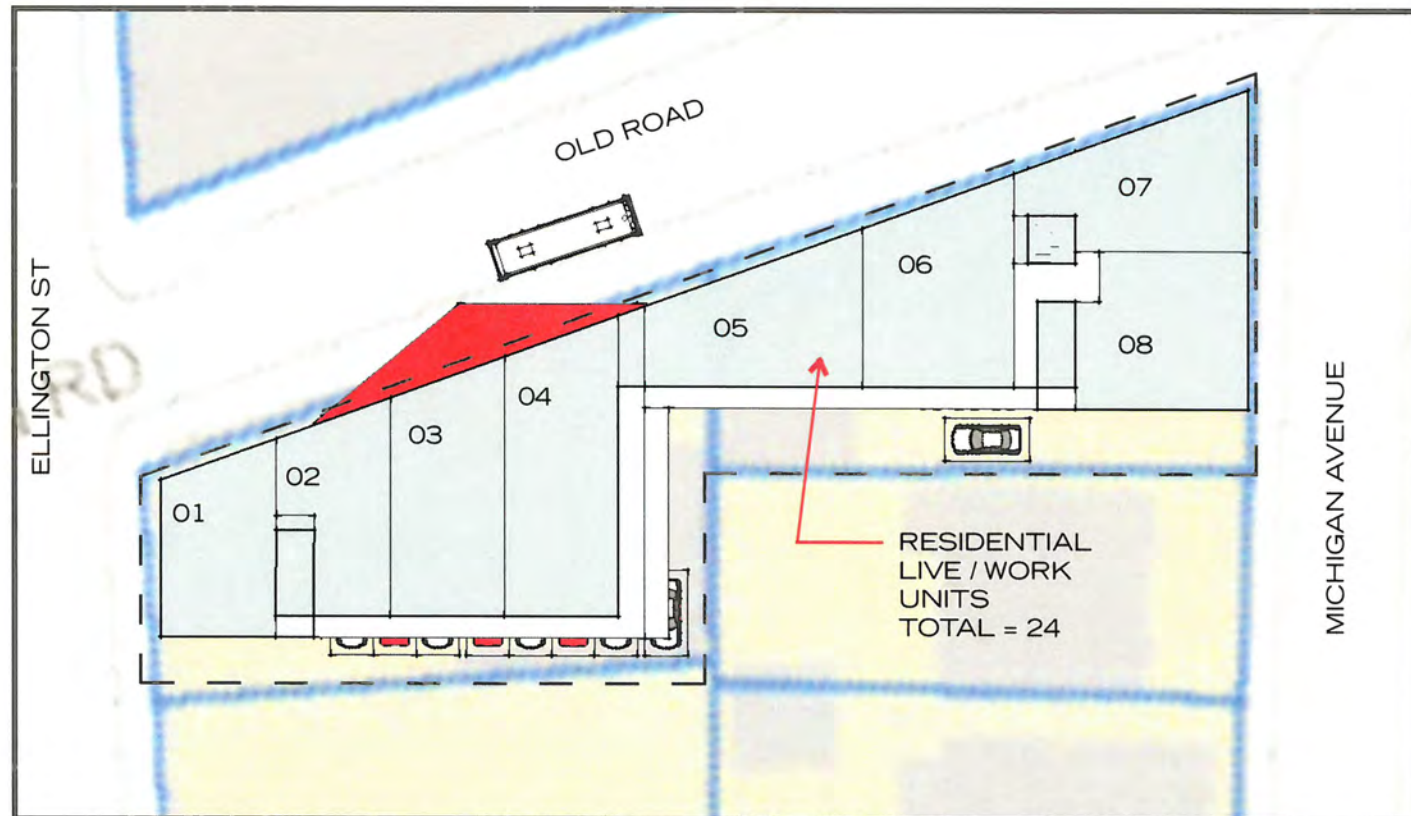 OLD ROAD
ELLINGTON ST
RD
01
02
03
04
05
06
07
08
RESIDENTIAL
LIVE / WORK
UNITS
TOTAL = 24
MICHIGAN AVENUE